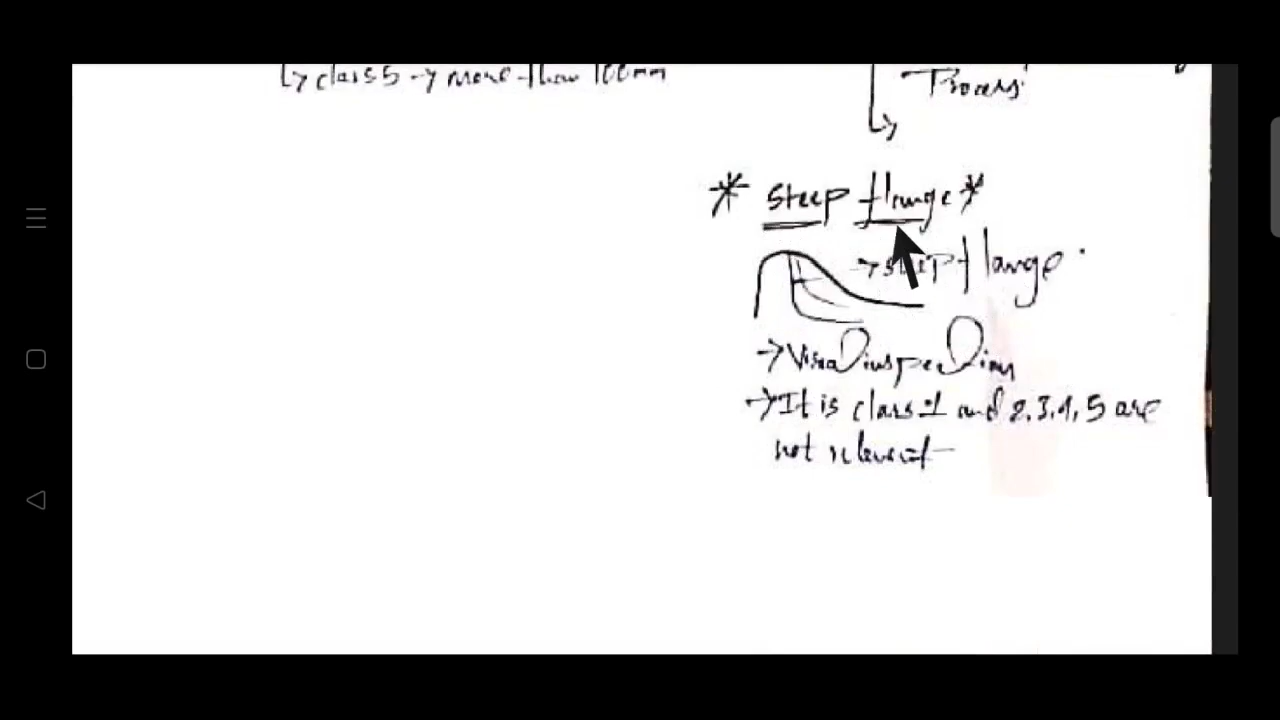 ↳ class 5 → more than 100mm
Process
* Steep flange *
→ steep flange.
→ Visual inspection
→ It is class 1 and 2,3,4,5 are
not relevant